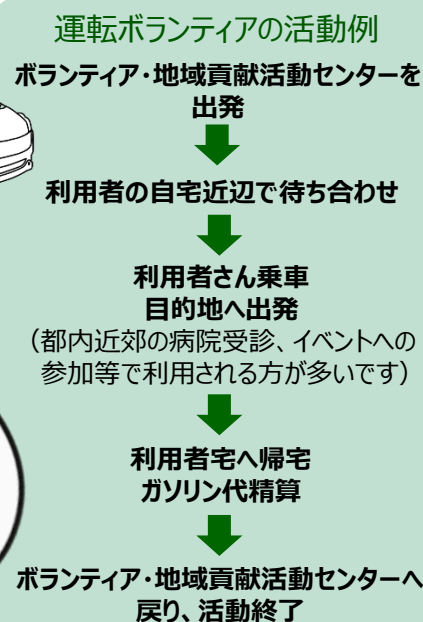 運転ボランティアの活動例
ボランティア・地域貢献活動センターを
出発
利用者の自宅近辺で待ち合わせ
利用者さん乗車
目的地へ出発
（都内近郊の病院受診、イベントへの
参加等で利用される方が多いです）
利用者宅へ帰宅
ガソリン代精算
ボランティア・地域貢献活動センターへ
戻り、活動終了